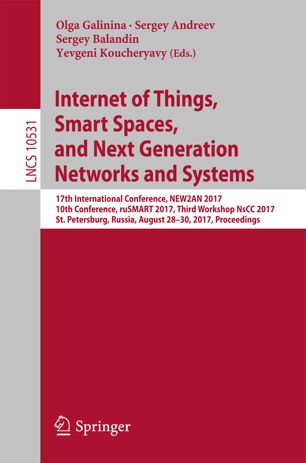 Olga Galinina · Sergey Andreev
Sergey Balandin
Yevgeni Koucheryavy (Eds.)
LNCS 10531
Internet of Things,
Smart Spaces,
and Next Generation
Networks and Systems
17th International Conference, NEW2AN 2017
10th Conference, ruSMART 2017, Third Workshop NsCC 2017
St. Petersburg, Russia, August 28–30, 2017, Proceedings
Springer